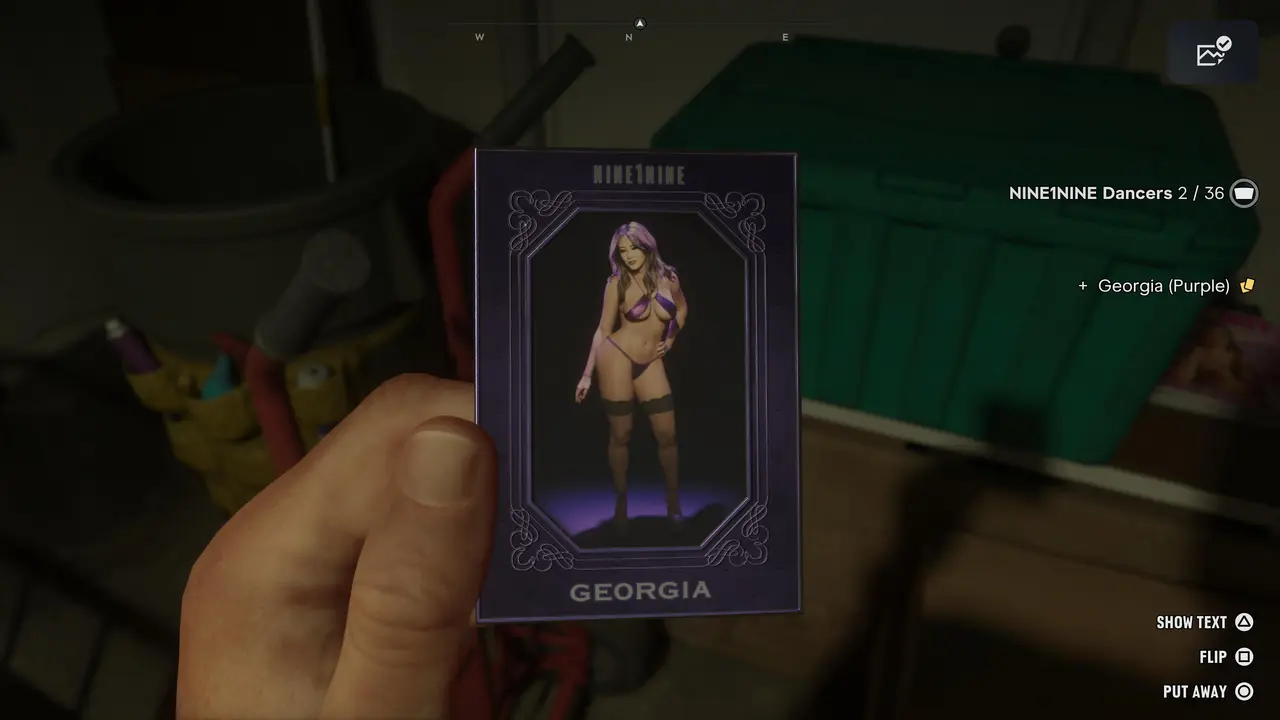 W N E
NINE1NINE
NINE1NINE Dancers 2 / 36
+ Georgia (Purple)
GEORGIA
SHOW TEXT
FLIP
PUT AWAY